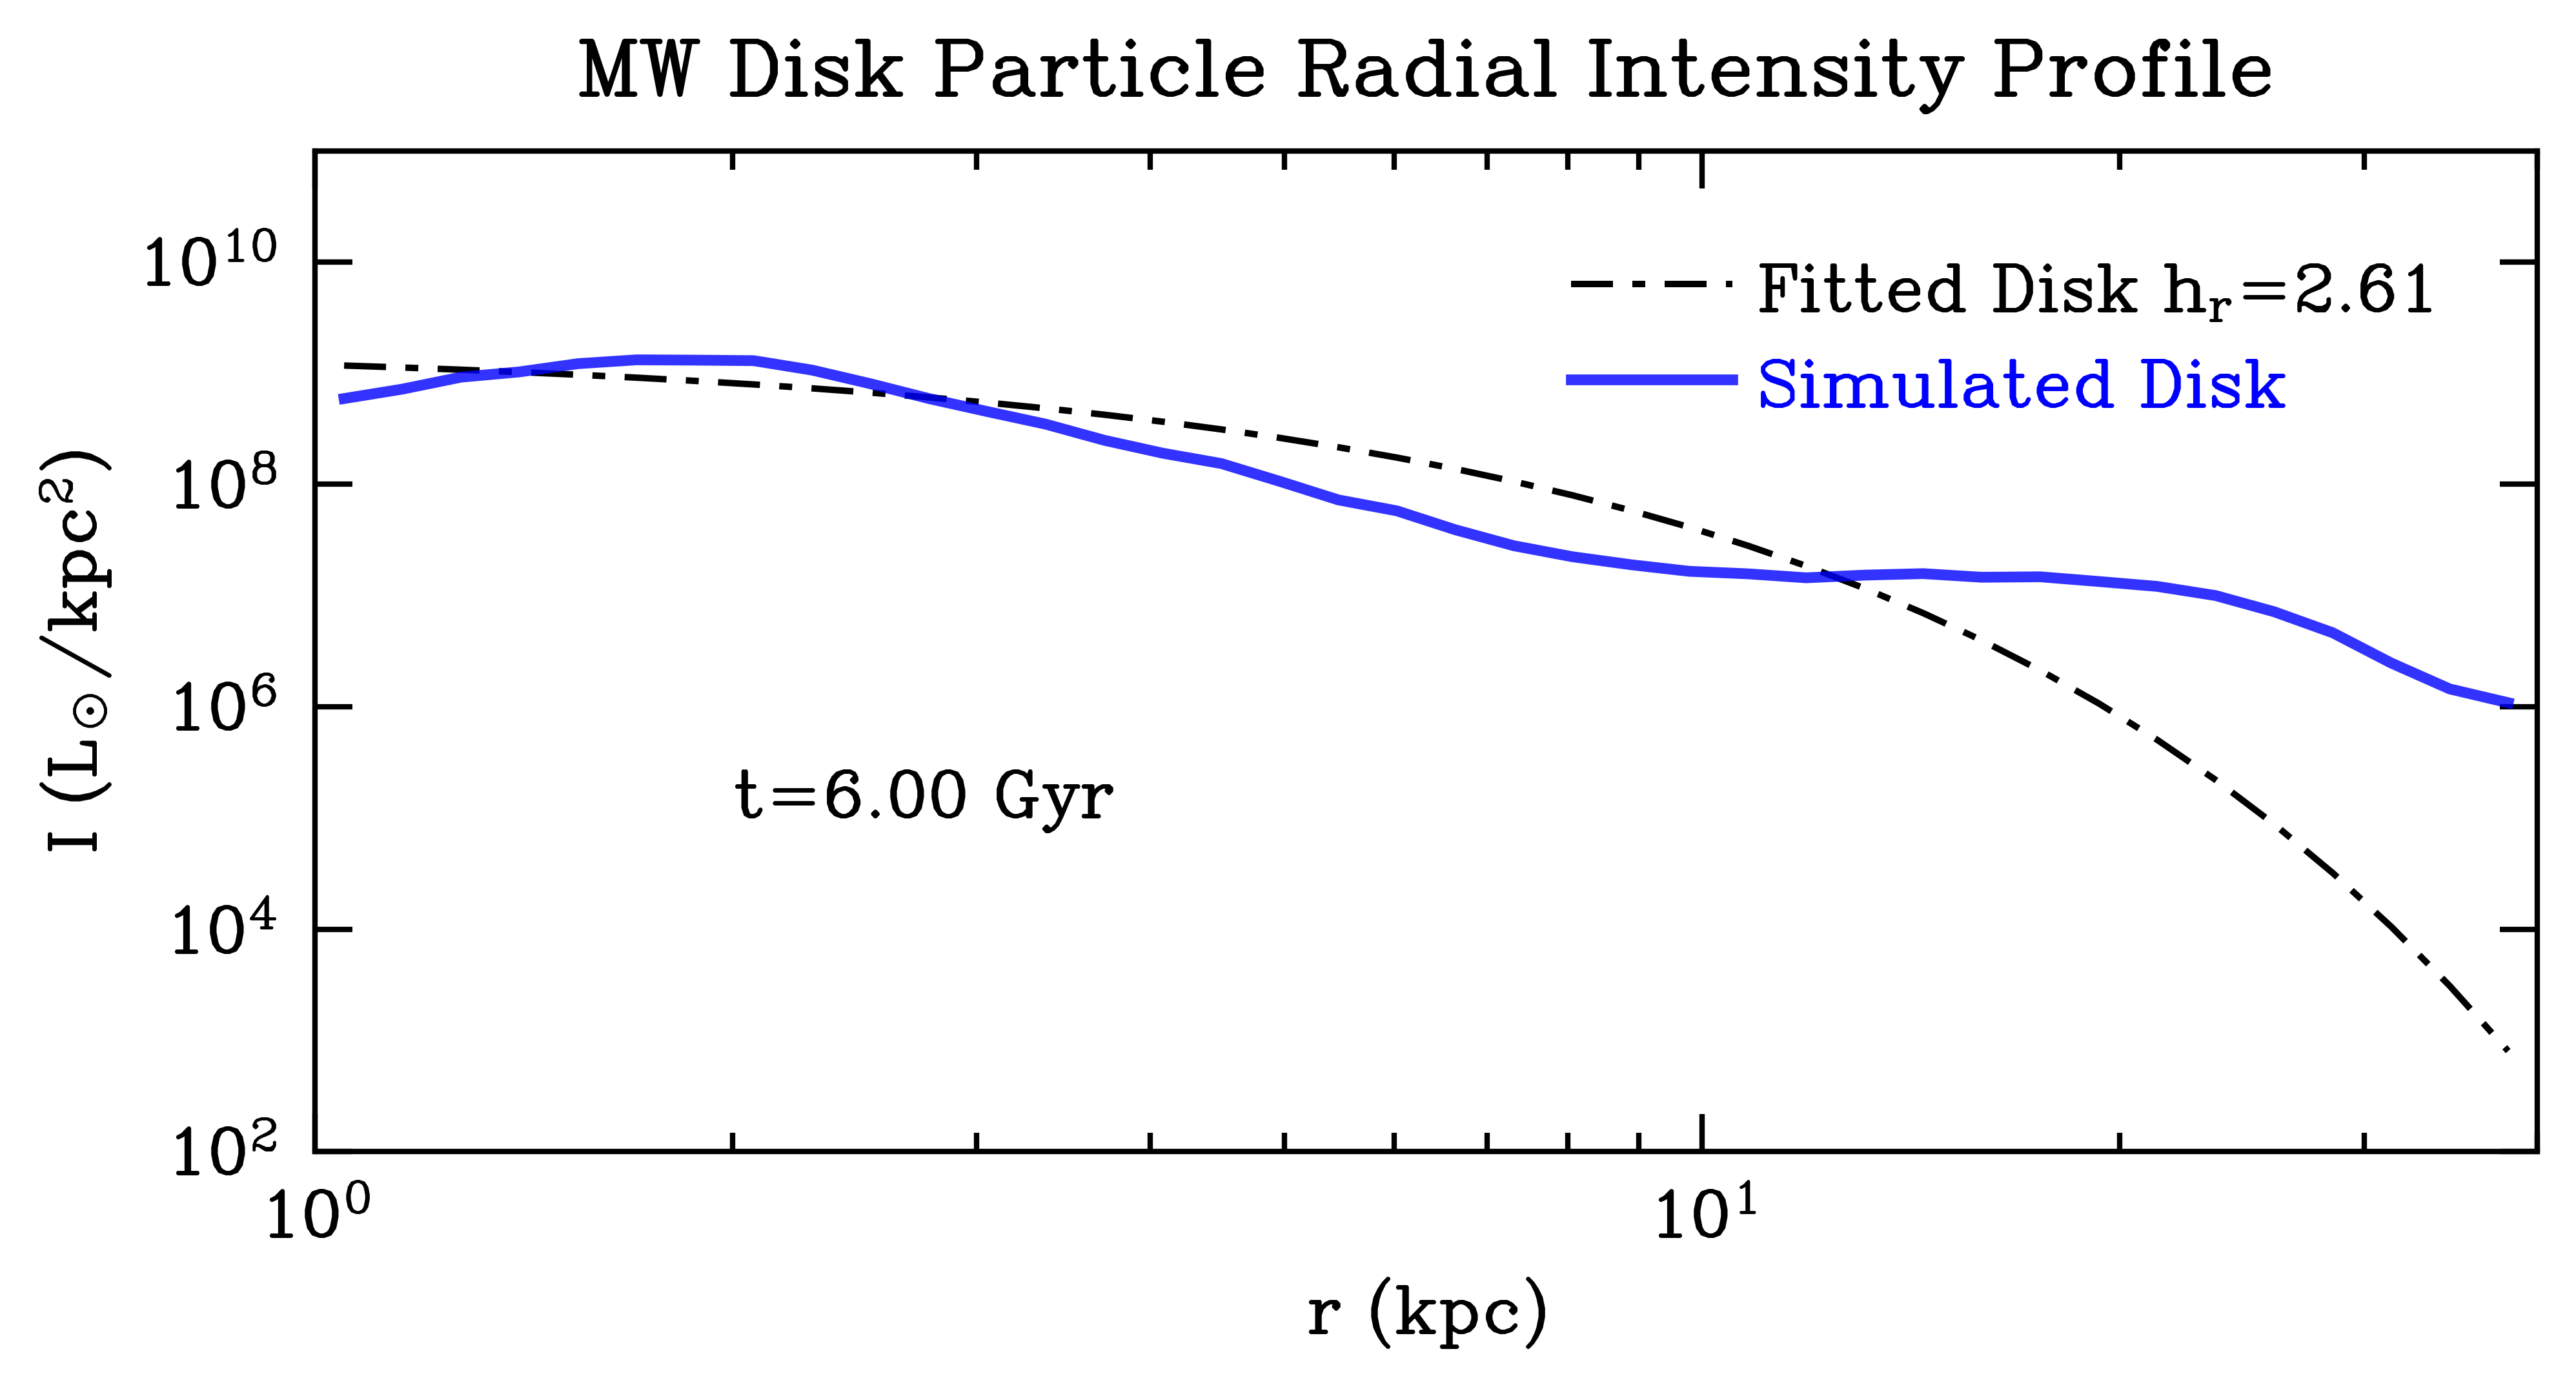 MW Disk Particle Radial Intensity Profile
I (L⊙/kpc²)
10¹⁰
10⁸
10⁶
10⁴
10²
Fitted Disk hᵣ=2.61
Simulated Disk
t=6.00 Gyr
10⁰
10¹
r (kpc)